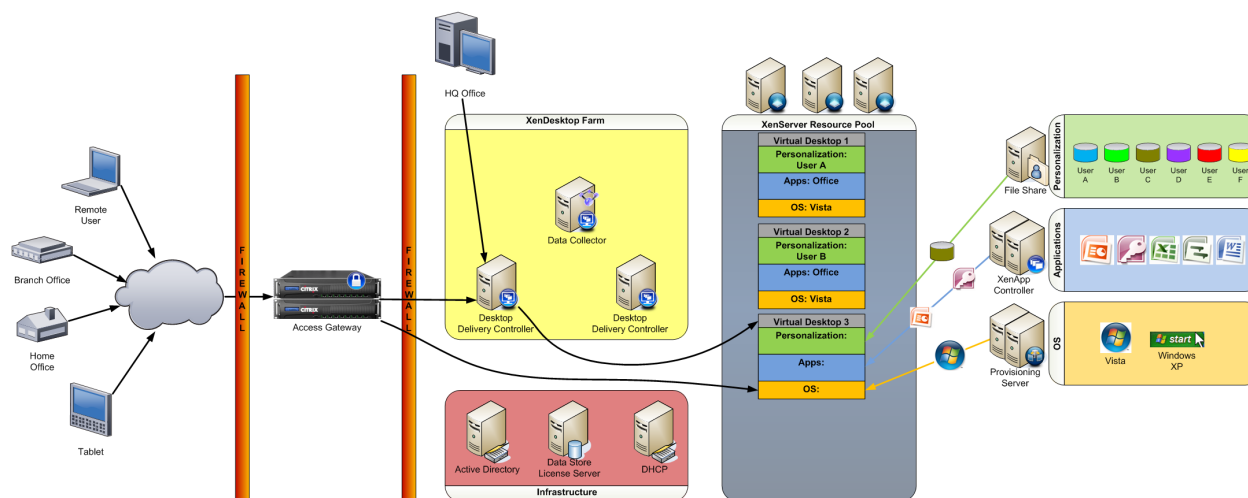 Remote
User
Branch Office
Home
Office
Tablet
FIREWALL
CITRIX
CITRIX
Access Gateway
FIREWALL
HQ Office
XenDesktop Farm
Data Collector
Desktop
Delivery Controller
Desktop
Delivery Controller
Active Directory
Data Store
License Server
DHCP
Infrastructure
XenServer Resource Pool
Virtual Desktop 1
Personalization:
User A
Apps: Office
OS: Vista
Virtual Desktop 2
Personalization:
User B
Apps: Office
OS: Vista
Virtual Desktop 3
Personalization:
Apps:
OS:
File Share
XenApp
Controller
Provisioning
Server
Personalization
User
A
User
B
User
C
User
D
User
E
User
F
Applications
OS
Vista
start
Windows
XP